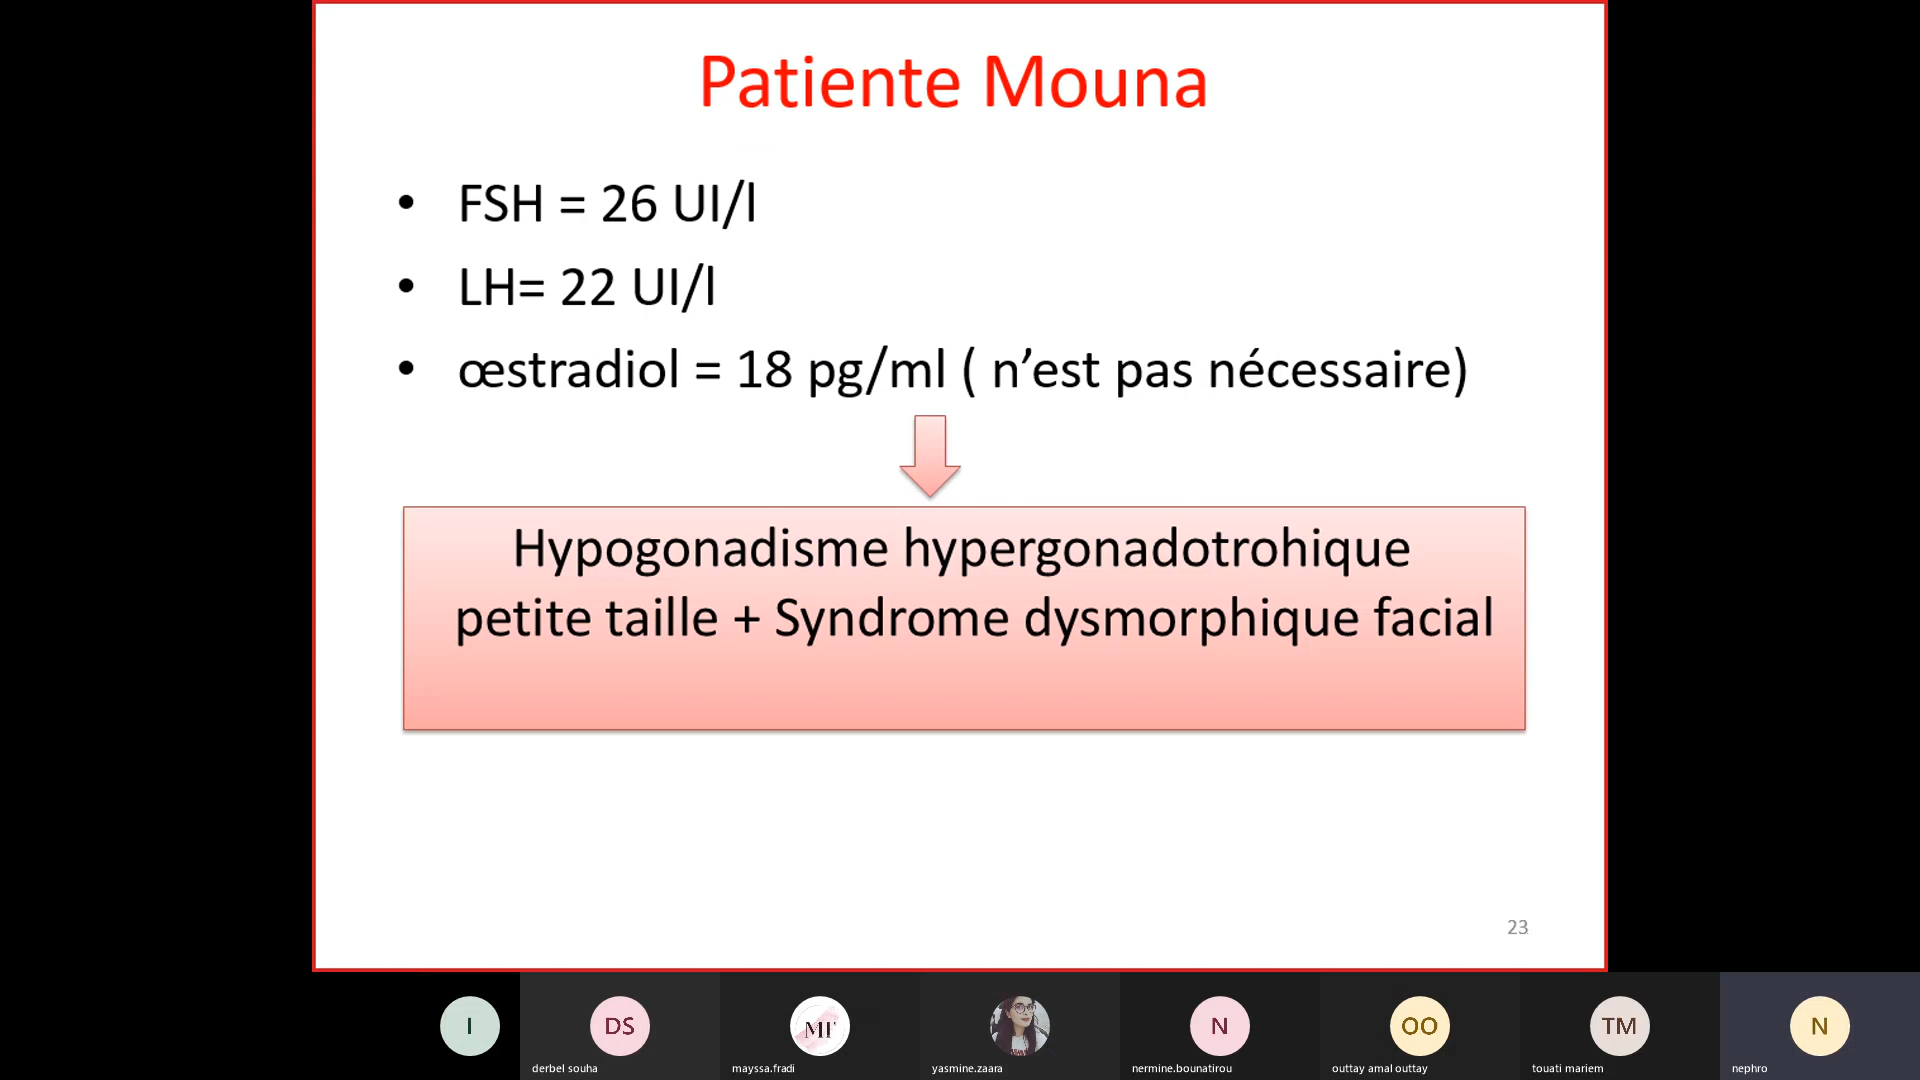 Patiente Mouna
• FSH = 26 UI/l
• LH= 22 UI/l
• œstradiol = 18 pg/ml ( n’est pas nécessaire)
Hypogonadisme hypergonadotrohique
petite taille + Syndrome dysmorphique facial
23
I
DS
MF
N
OO
TM
N
derbel souha
mayssa.fradi
yasmine.zaara
nermine.bounatirou
outtay amal outtay
touati mariem
nephro